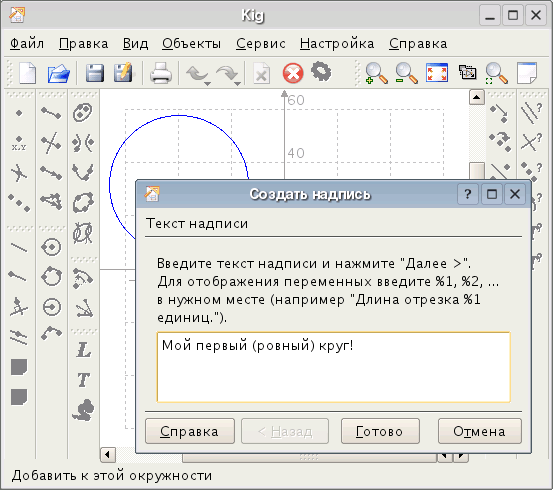 Kig
Файл Правка Вид Объекты Сервис Настройка Справка
60
40
x,y
Создать надпись
Текст надписи
Введите текст надписи и нажмите "Далее >".
Для отображения переменных введите %1, %2, ...
в нужном месте (например "Длина отрезка %1
единиц.").
Мой первый (ровный) круг!
Справка < Назад Готово Отмена
L
T
Добавить к этой окружности